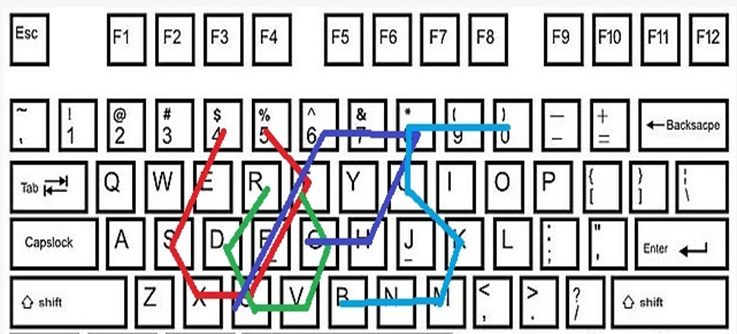 Esc F1 F2 F3 F4 F5 F6 F7 F8 F9 F10 F11 F12
~ ! @ # $ % ^ & * ( ) — +
, 1 2 3 4 5 6 7 9 0 - = ←Backsacpe
Tab Q W E R Y U I O P { [ } ] ¦ \
Capslock A S D F G H J K L : ; " ' Enter
shift Z X C V B N M < , > . ? / shift